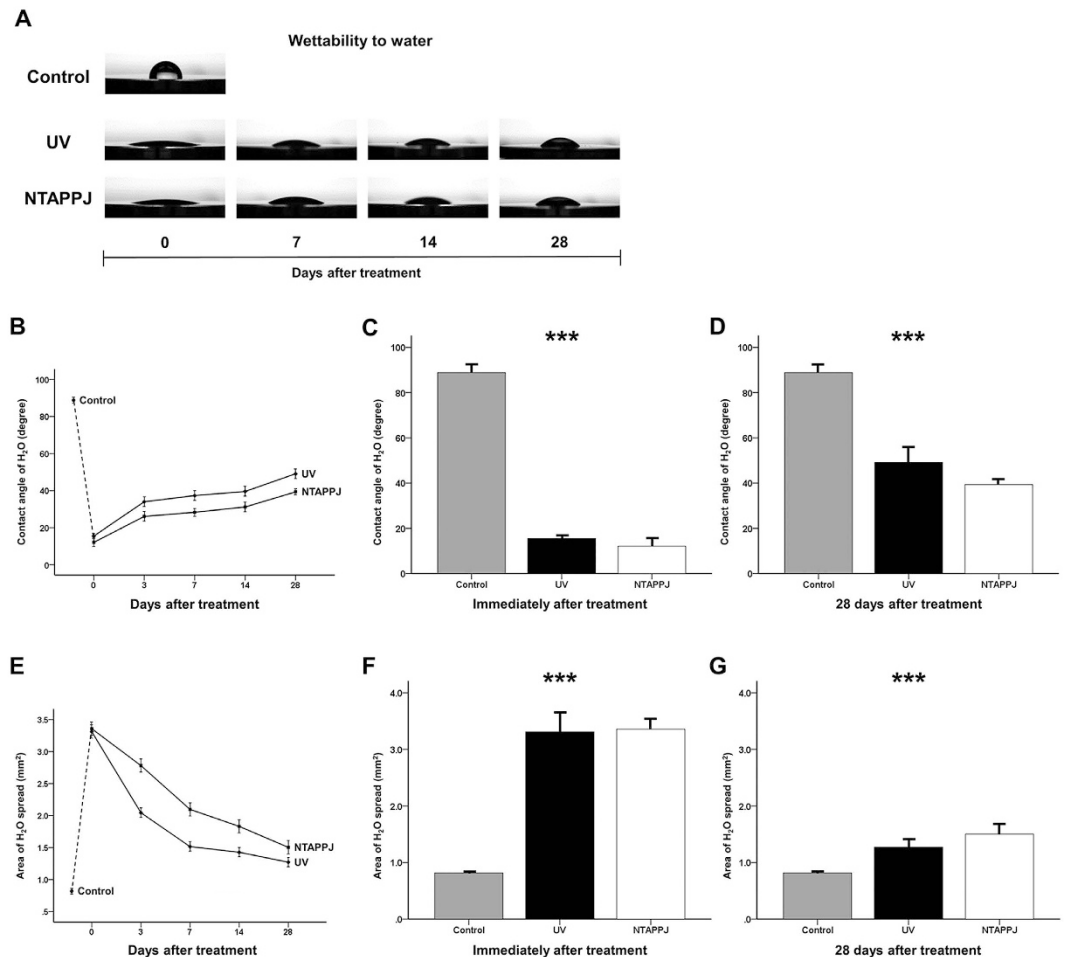 A
Wettability to water
Control
UV
NTAPPJ
0 7 14 28
Days after treatment
B
100
80
60
40
20
0
Contact angle of H₂O (degree)
Control
UV
NTAPPJ
0 3 7 14 28
Days after treatment
C
***
100
80
60
40
20
0
Contact angle of H₂O (degree)
Control UV NTAPPJ
Immediately after treatment
D
***
100
80
60
40
20
0
Contact angle of H₂O (degree)
Control UV NTAPPJ
28 days after treatment
E
3.5
3.0
2.5
2.0
1.5
1.0
.5
Area of H₂O spread (mm²)
Control
NTAPPJ
UV
0 3 7 14 28
Days after treatment
F
***
4.0
3.0
2.0
1.0
.0
Area of H₂O spread (mm²)
Control UV NTAPPJ
Immediately after treatment
G
***
4.0
3.0
2.0
1.0
.0
Area of H₂O spread (mm²)
Control UV NTAPPJ
28 days after treatment